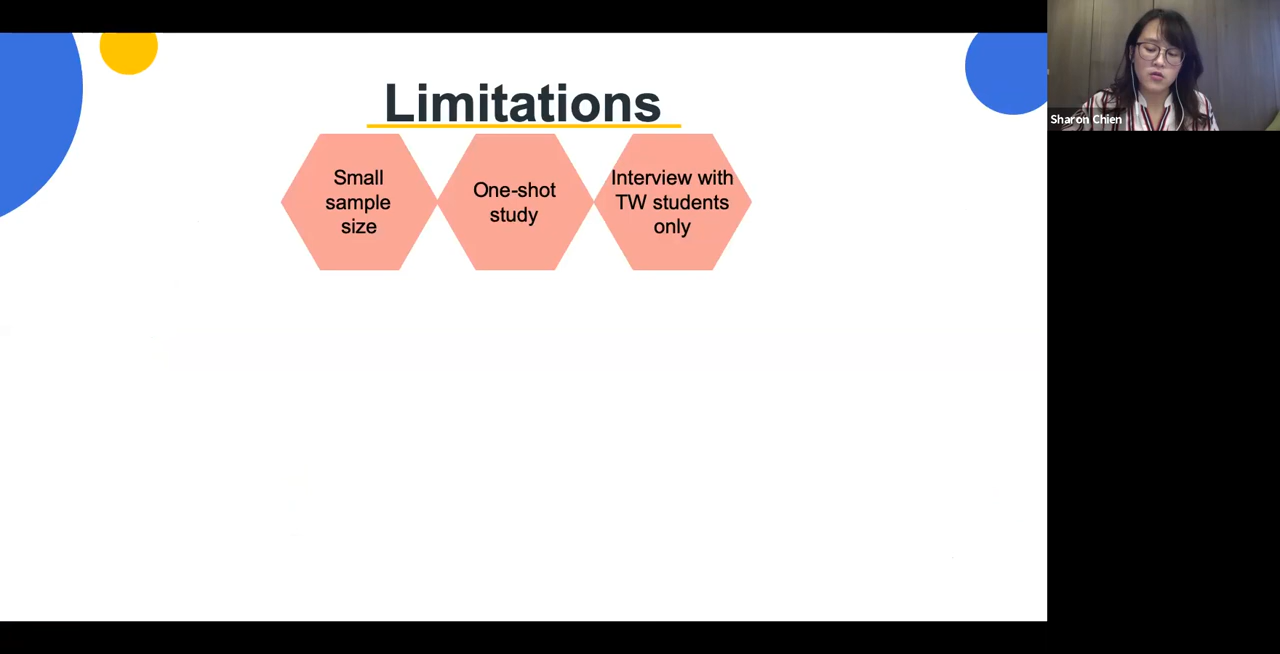 Limitations
Small
sample
size
One-shot
study
Interview with
TW students
only
Sharon Chien